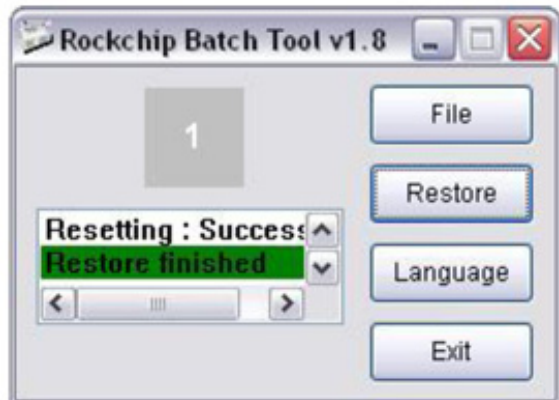 Rockchip Batch Tool v1.8
1
File
Restore
Resetting : Success
Restore finished
Language
Exit